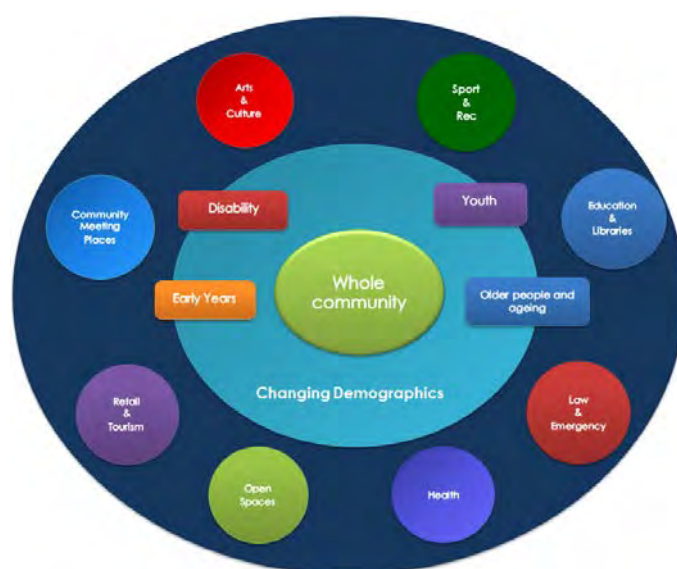 Arts
&
Culture
Sport
&
Rec
Community
Meeting
Places
Disability
Youth
Education
&
Libraries
Whole
community
Early Years
Older people and
ageing
Changing Demographics
Retail
&
Tourism
Law
&
Emergency
Open
Spaces
Health